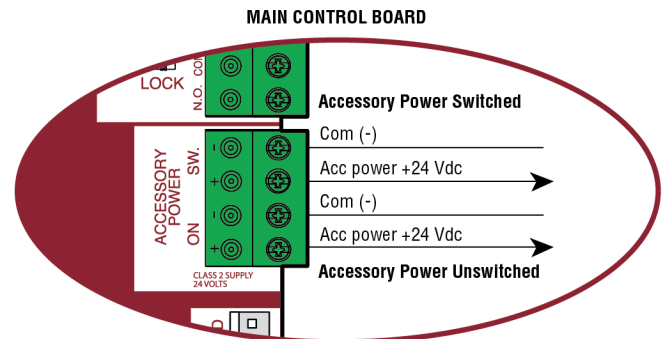 MAIN CONTROL BOARD
LOCK
N.O. COM
Accessory Power Switched
Com (-)
- SW.
Acc power +24 Vdc
+
Com (-)
-
ACCESSORY
POWER
Acc power +24 Vdc
+ ON
Accessory Power Unswitched
CLASS 2 SUPPLY
24 VOLTS